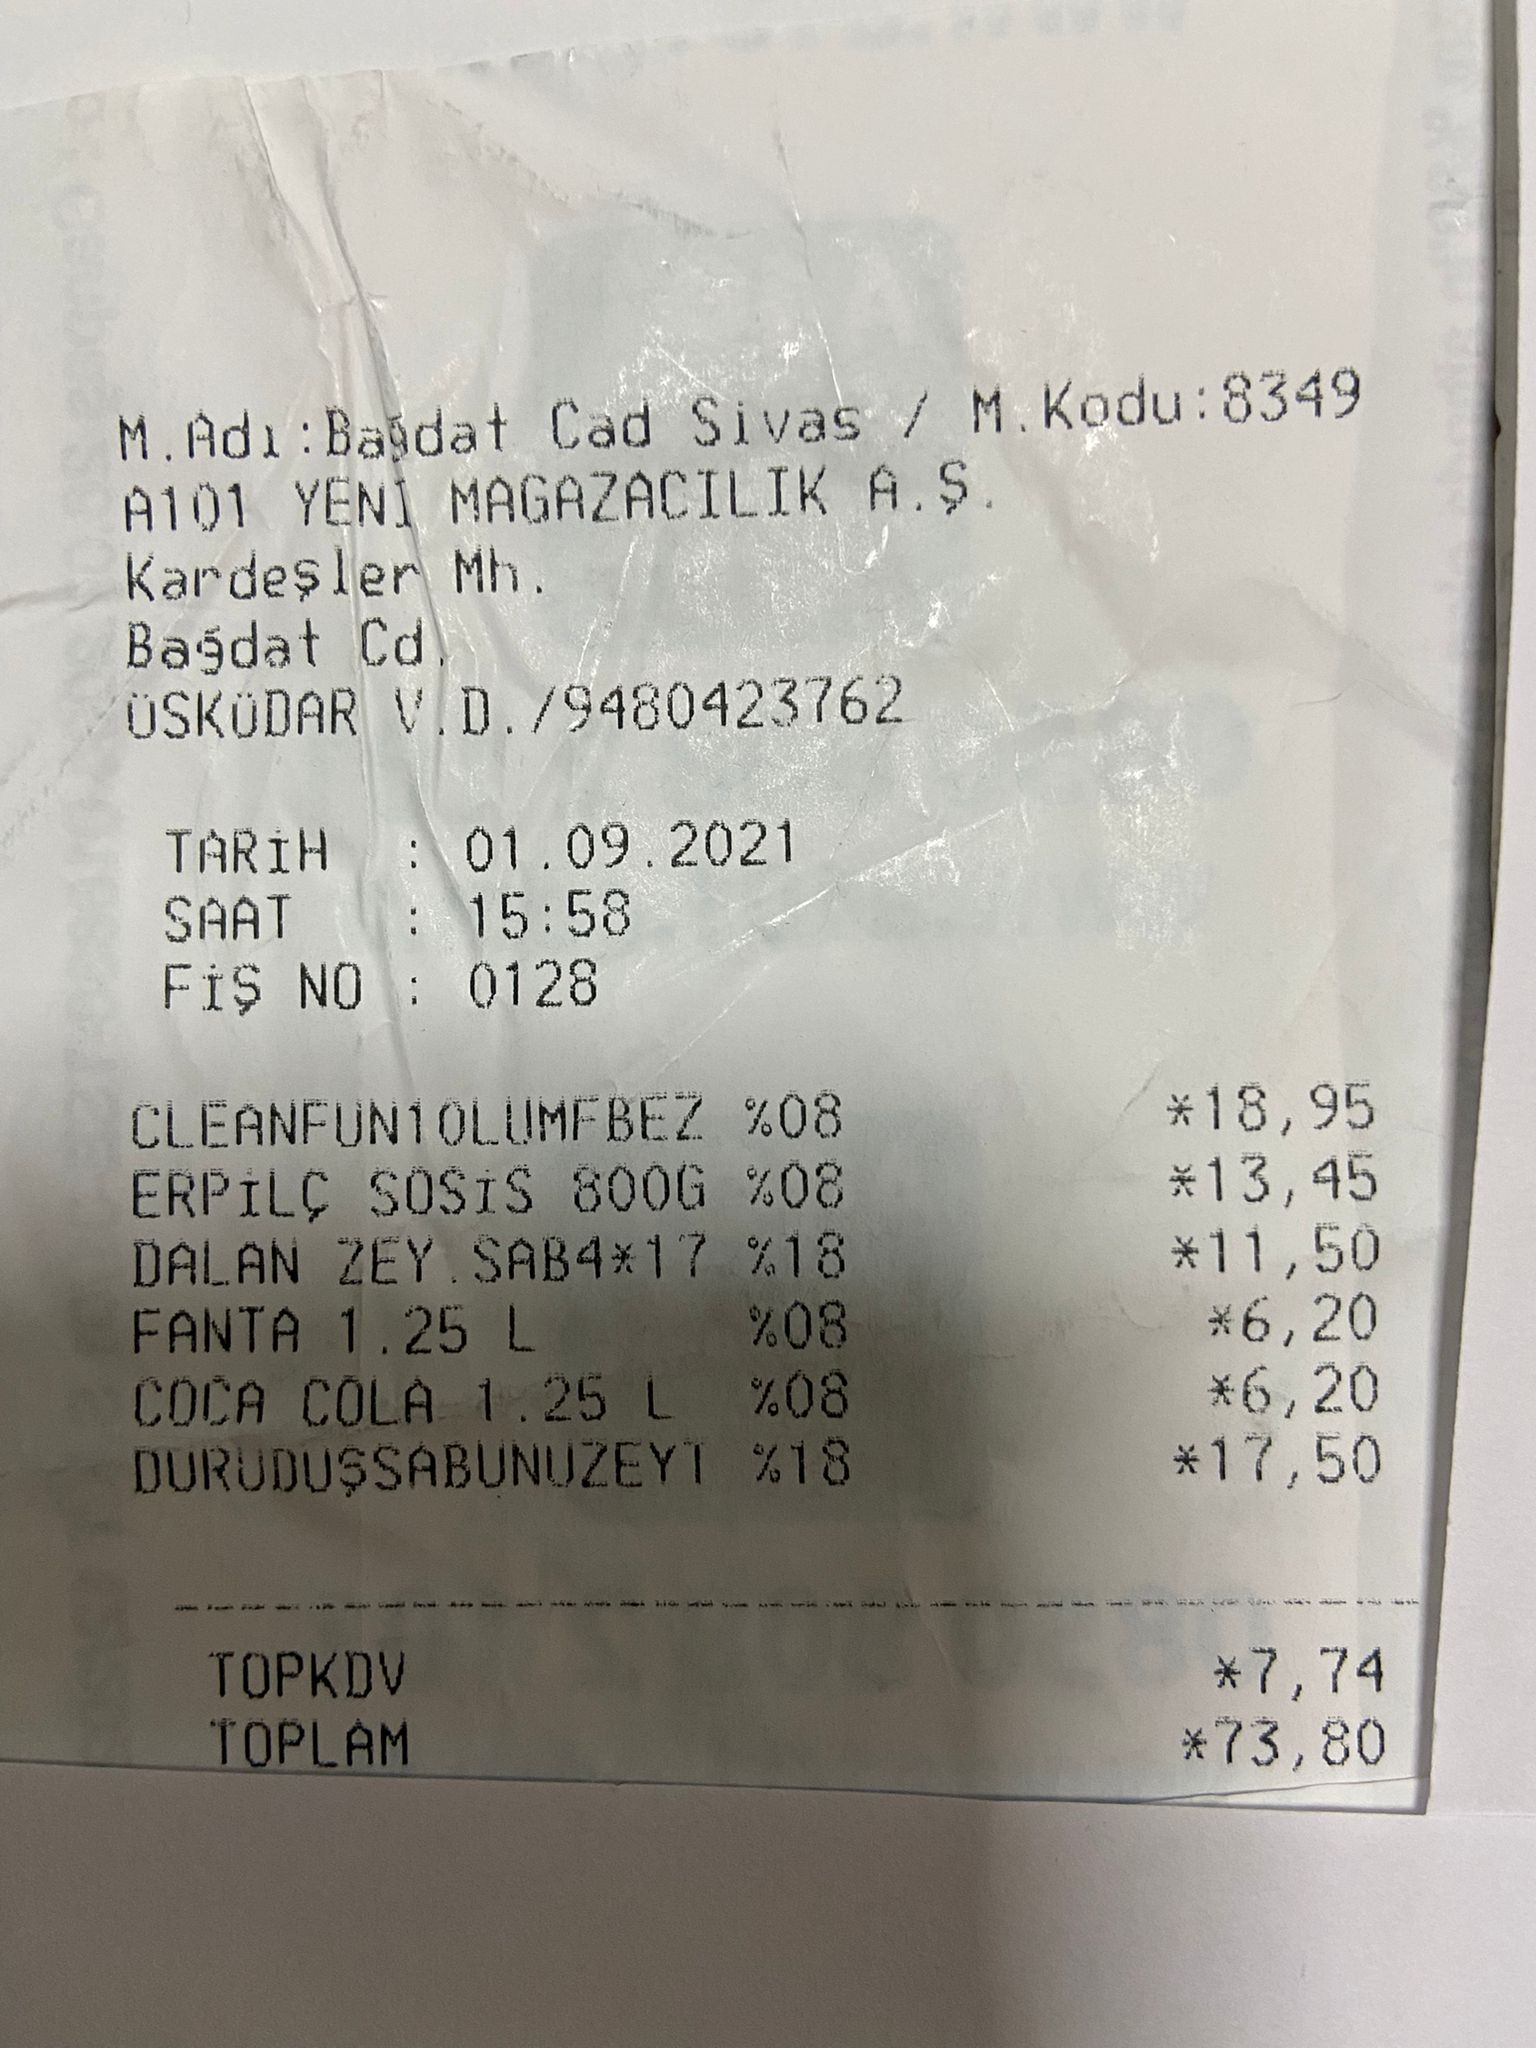 M.Adı:Bağdat Cad Sivas / M.Kodu:8349
A101 YENİ MAGAZACILIK A.Ş.
Kardeşler Mh.
Bağdat Cd.
ÜSKÜDAR V.D./9480423762
TARİH : 01.09.2021
SAAT : 15:58
FİŞ NO : 0128
CLEANFUN10LUMFBEZ %08 *18,95
ERPİLÇ SOSİS 800G %08 *13,45
DALAN ZEY.SAB4*17 %18 *11,50
FANTA 1.25 L %08 *6,20
COCA COLA 1.25 L %08 *6,20
DURUDUŞSABUNUZEYT %18 *17,50
TOPKDV *7,74
TOPLAM *73,80